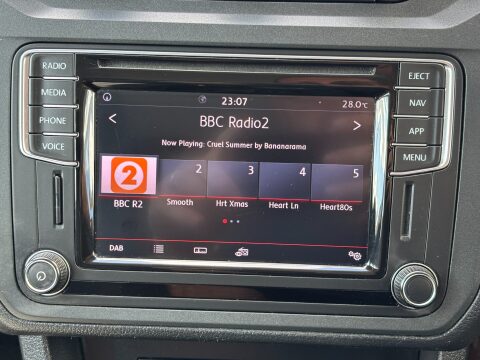 RADIO
MEDIA
PHONE
VOICE
EJECT
NAV
APP
MENU
23:07
28.0°C
< BBC Radio2 >
Now Playing: Cruel Summer by Bananarama
2 2 3 4 5
BBC R2 Smooth Hrt Xmas Heart Ln Heart80s
DAB